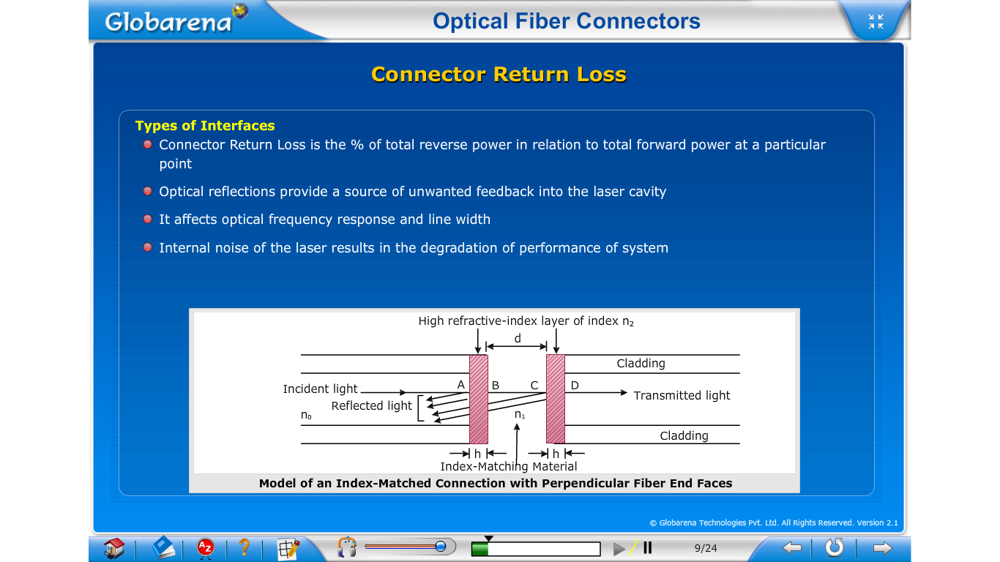 Globarena
Optical Fiber Connectors
Connector Return Loss
Types of Interfaces
Connector Return Loss is the % of total reverse power in relation to total forward power at a particular
point
Optical reflections provide a source of unwanted feedback into the laser cavity
It affects optical frequency response and line width
Internal noise of the laser results in the degradation of performance of system
High refractive-index layer of index n₂
d
Cladding
Incident light
A B C D
Transmitted light
Reflected light
n₀
n₁
Cladding
h h
Index-Matching Material
Model of an Index-Matched Connection with Perpendicular Fiber End Faces
© Globarena Technologies Pvt. Ltd. All Rights Reserved. Version 2.1
AZ
?
9/24